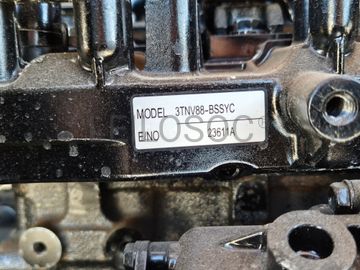 MODEL 3TNV88-BSSYC
E/NO 23611A
OSOC